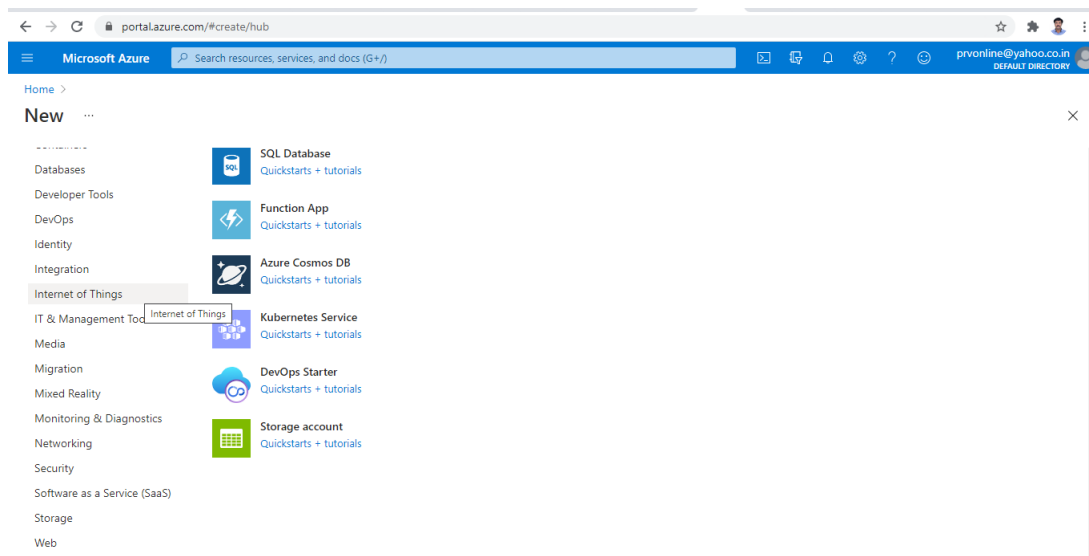 portal.azure.com/#create/hub
Microsoft Azure
Search resources, services, and docs (G+/)
prvonline@yahoo.co.in
DEFAULT DIRECTORY
Home >
New ...
Databases
Developer Tools
DevOps
Identity
Integration
Internet of Things
Internet of Things
IT & Management Too
Media
Migration
Mixed Reality
Monitoring & Diagnostics
Networking
Security
Software as a Service (SaaS)
Storage
Web
SQL Database
SQL
Quickstarts + tutorials
Function App
Quickstarts + tutorials
Azure Cosmos DB
Quickstarts + tutorials
Kubernetes Service
Quickstarts + tutorials
DevOps Starter
Quickstarts + tutorials
Storage account
Quickstarts + tutorials